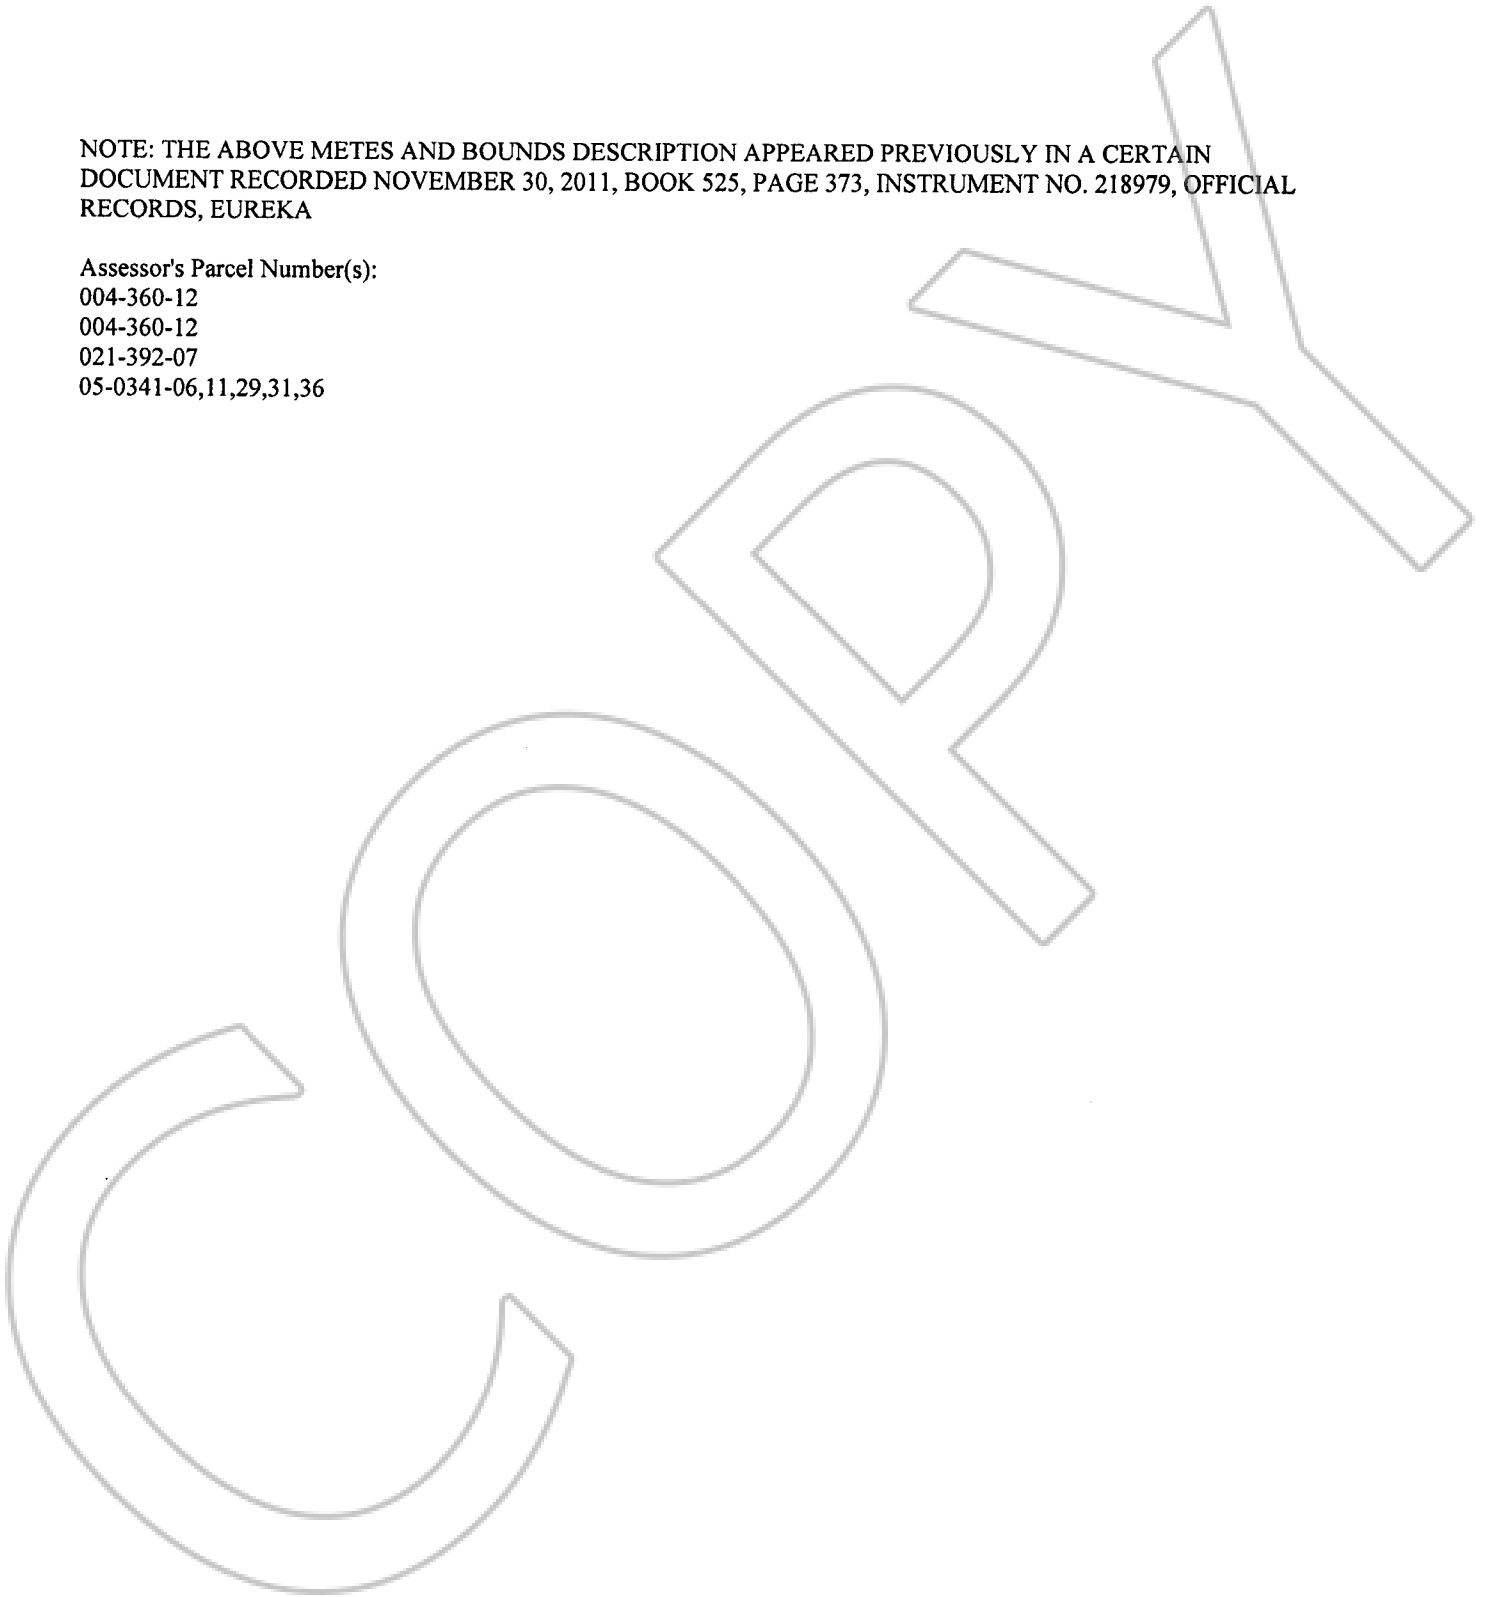 NOTE: THE ABOVE METES AND BOUNDS DESCRIPTION APPEARED PREVIOUSLY IN A CERTAIN
DOCUMENT RECORDED NOVEMBER 30, 2011, BOOK 525, PAGE 373, INSTRUMENT NO. 218979, OFFICIAL
RECORDS, EUREKA
Assessor's Parcel Number(s):
004-360-12
004-360-12
021-392-07
05-0341-06,11,29,31,36
COPY